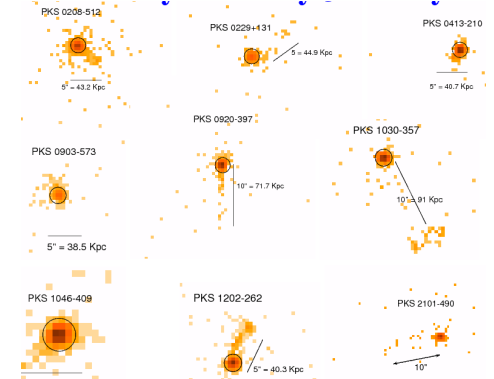 PKS 0208-512
5" = 43.2 Kpc
PKS 0229+131
5 = 44.9 Kpc
PKS 0413-210
5" = 40.7 Kpc
PKS 0903-573
5" = 38.5 Kpc
PKS 0920-397
10" = 71.7 Kpc
PKS 1030-357
10" = 91 Kpc
PKS 1046-409
PKS 1202-262
5" = 40.3 Kpc
PKS 2101-490
10"